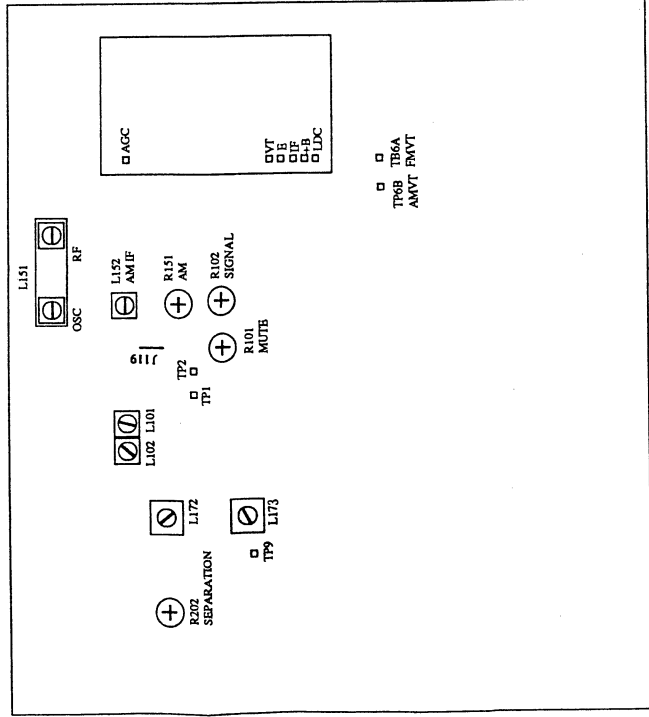 L151
OSC
RF
L152
AM IF
AGC
J119
L102
L101
R151
AM
TP2
TP1
R102
SIGNAL
R101
MUTE
L172
R202
SEPARATION
L173
TP9
VT
E
IF
+B
LDC
TP6B
AMVT
TB6A
FMVT